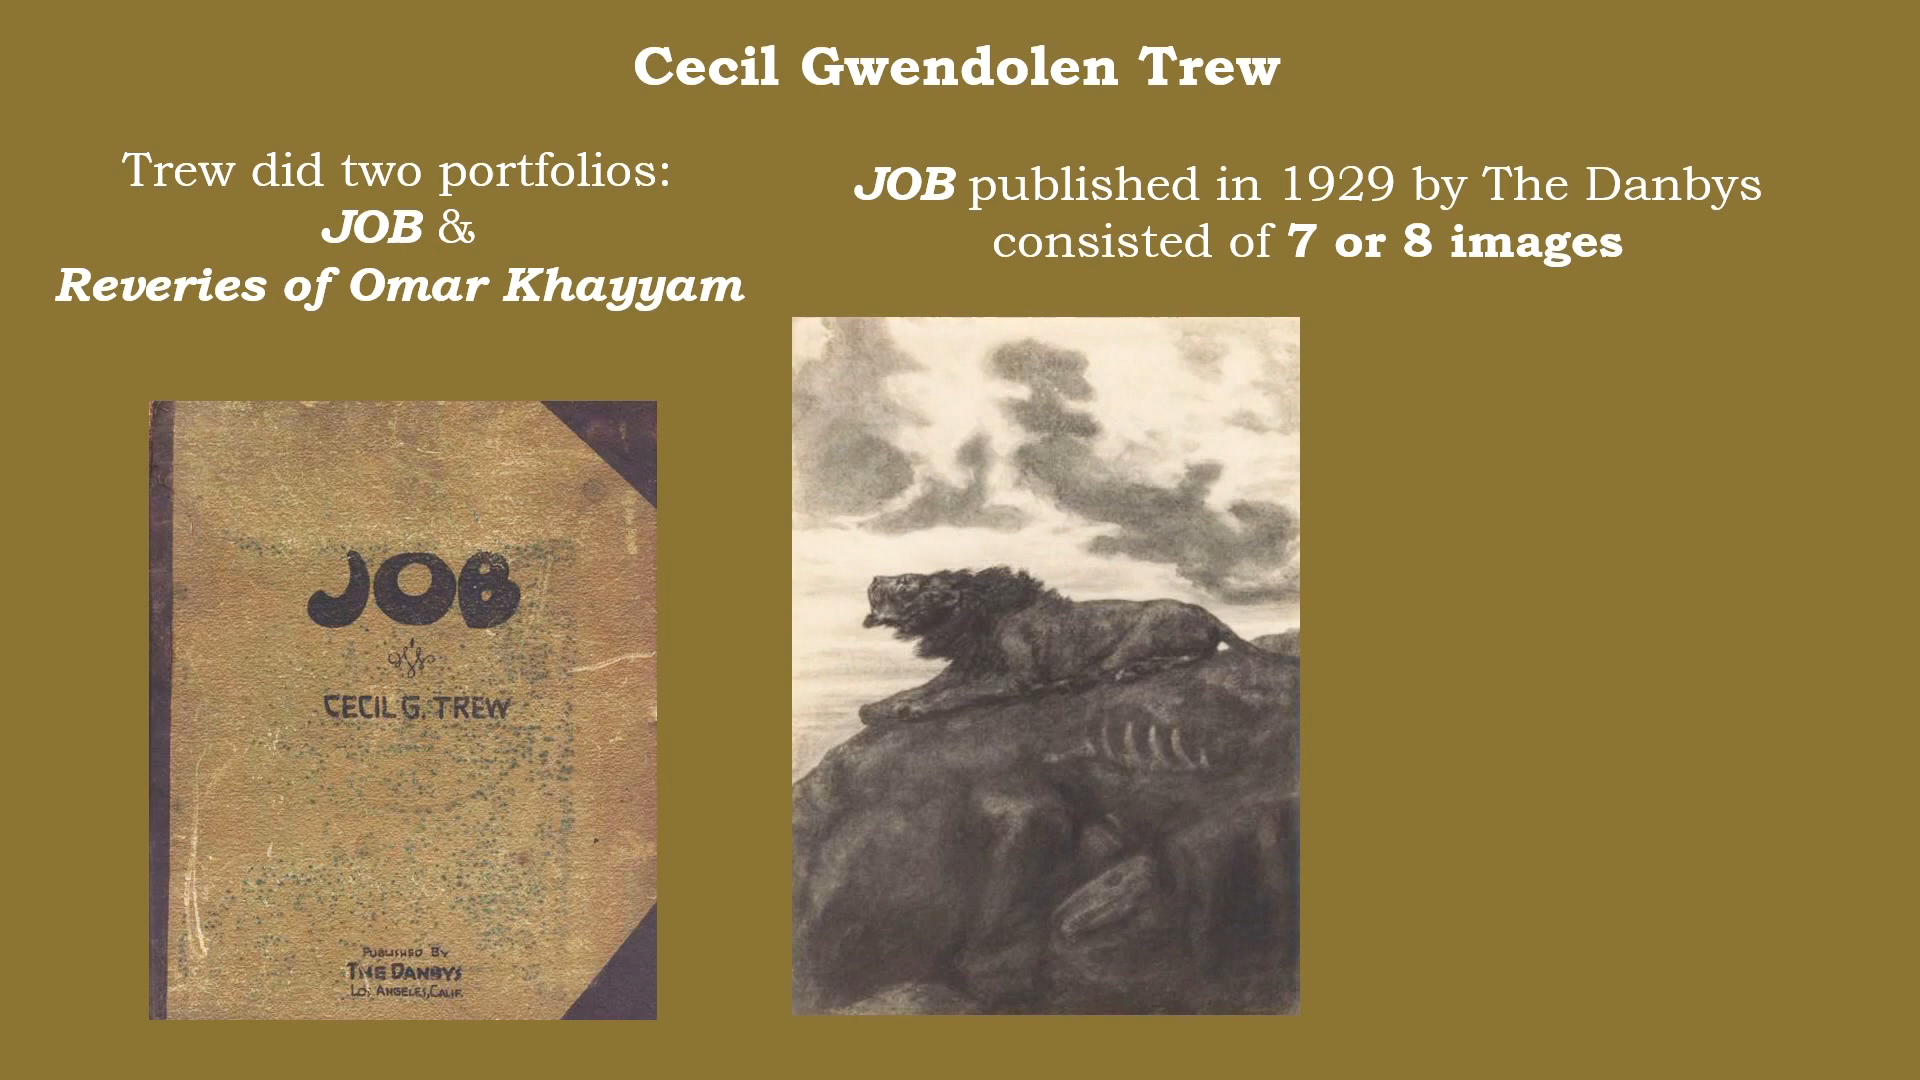 Cecil Gwendolen Trew
Trew did two portfolios:
JOB &
Reveries of Omar Khayyam
JOB published in 1929 by The Danbys
consisted of 7 or 8 images
JOB
CECIL G. TREW
PUBLISHED BY
THE DANBYS
LOS ANGELES, CALIF.